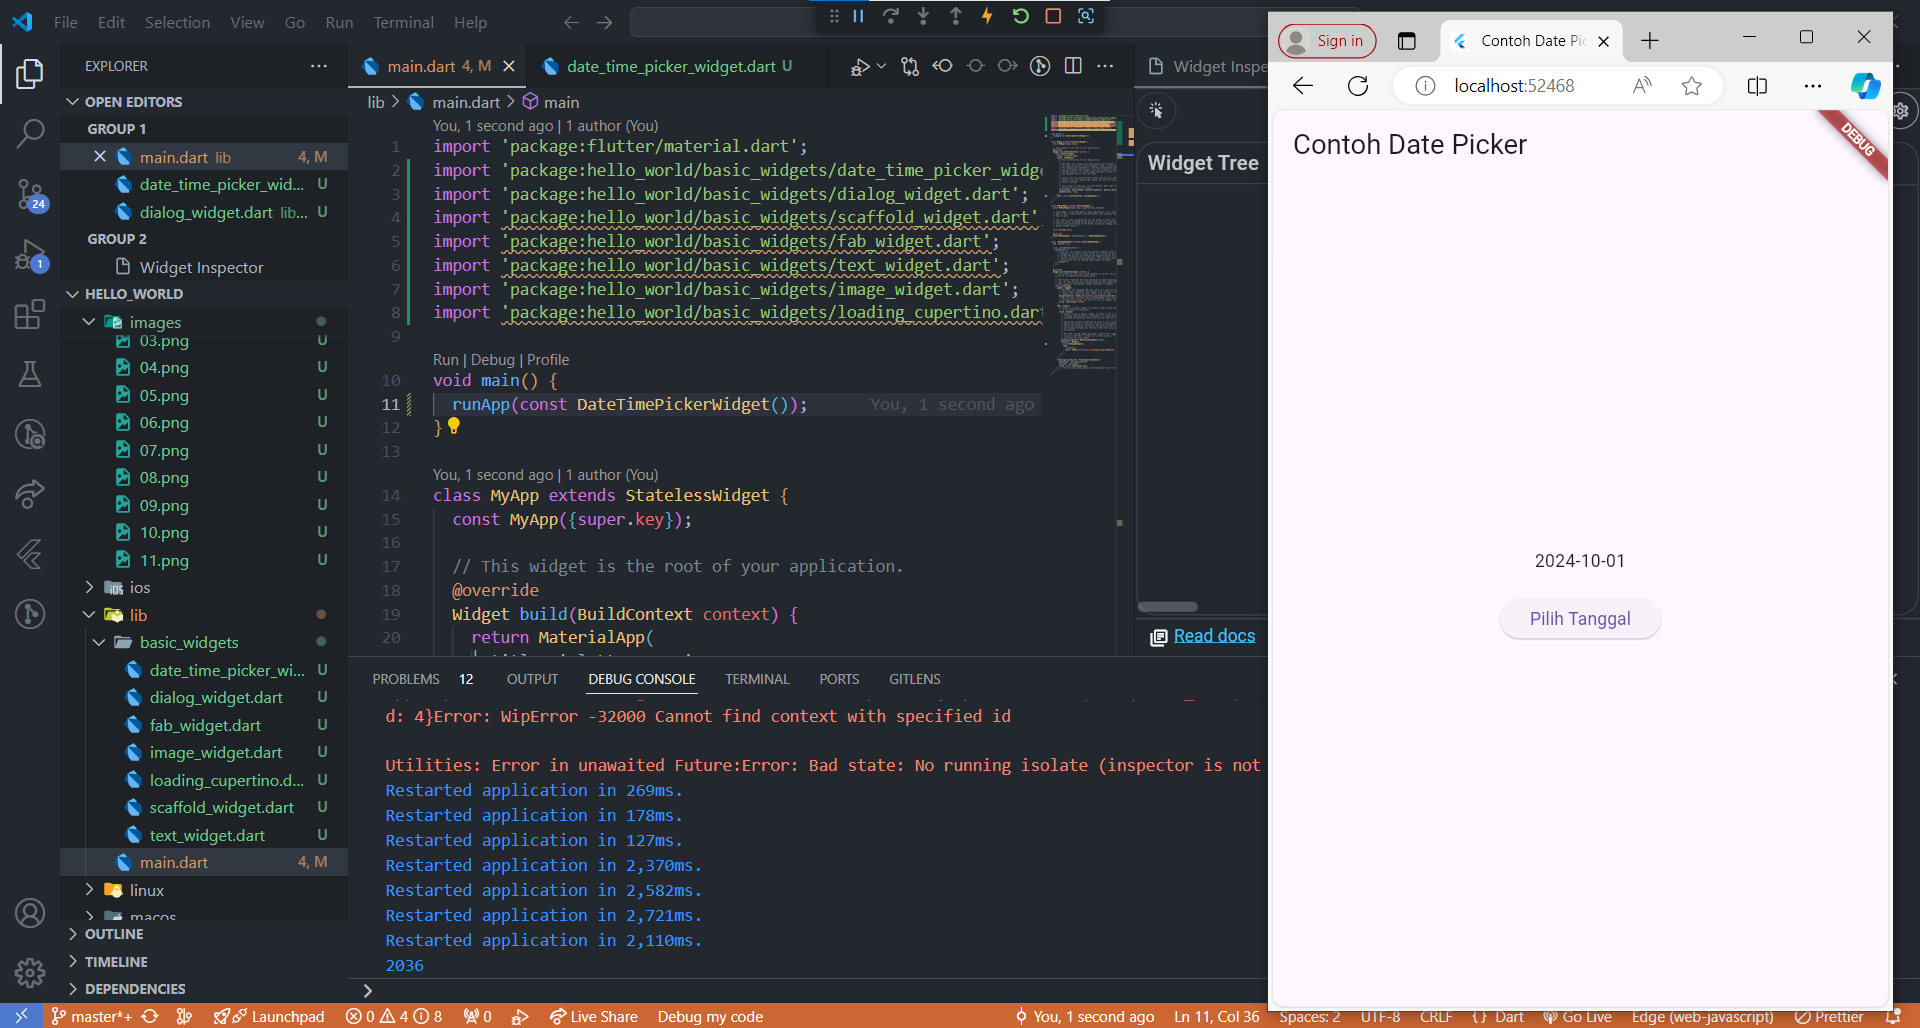 File Edit Selection View Go Run Terminal Help
EXPLORER
OPEN EDITORS
GROUP 1
main.dart lib 4, M
date_time_picker_wid... U
dialog_widget.dart lib... U
GROUP 2
Widget Inspector
HELLO_WORLD
images
03.png U
04.png U
05.png U
06.png U
07.png U
08.png U
09.png U
10.png U
11.png U
ios
lib
basic_widgets
date_time_picker_wi... U
dialog_widget.dart U
fab_widget.dart U
image_widget.dart U
loading_cupertino.d... U
scaffold_widget.dart U
text_widget.dart U
main.dart 4, M
linux
macos
OUTLINE
TIMELINE
DEPENDENCIES
24
1
main.dart 4, M
date_time_picker_widget.dart U
lib > main.dart > main
You, 1 second ago | 1 author (You)
1 import 'package:flutter/material.dart';
2 import 'package:hello_world/basic_widgets/date_time_picker_widge
3 import 'package:hello_world/basic_widgets/dialog_widget.dart';
4 import 'package:hello_world/basic_widgets/scaffold_widget.dart'
5 import 'package:hello_world/basic_widgets/fab_widget.dart';
6 import 'package:hello_world/basic_widgets/text_widget.dart';
7 import 'package:hello_world/basic_widgets/image_widget.dart';
8 import 'package:hello_world/basic_widgets/loading_cupertino.dart
9
Run | Debug | Profile
10 void main() {
11 runApp(const DateTimePickerWidget()); You, 1 second ago
12 }
13
You, 1 second ago | 1 author (You)
14 class MyApp extends StatelessWidget {
15 const MyApp({super.key});
16
17 // This widget is the root of your application.
18 @override
19 Widget build(BuildContext context) {
20 return MaterialApp(
Widget Inspe
Widget Tree
Read docs
PROBLEMS 12 OUTPUT DEBUG CONSOLE TERMINAL PORTS GITLENS
d: 4}Error: WipError -32000 Cannot find context with specified id
Utilities: Error in unawaited Future:Error: Bad state: No running isolate (inspector is not
Restarted application in 269ms.
Restarted application in 178ms.
Restarted application in 127ms.
Restarted application in 2,370ms.
Restarted application in 2,582ms.
Restarted application in 2,721ms.
Restarted application in 2,110ms.
2036
>
Sign in
Contoh Date Pic
localhost:52468
Contoh Date Picker
DEBUG
2024-10-01
Pilih Tanggal
master*+ Launchpad 0 4 8 0 Live Share Debug my code You, 1 second ago Ln 11, Col 36 Spaces: 2 UTF-8 CRLF {} Dart Go Live Edge (web-javascript) Prettier